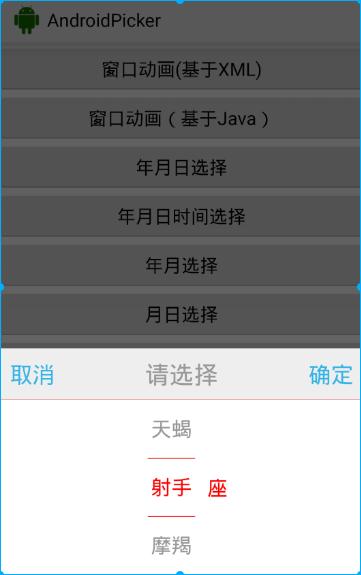 AndroidPicker
窗口动画(基于XML)
窗口动画（基于Java）
年月日选择
年月日时间选择
年月选择
月日选择
取消 请选择 确定
天蝎
射手 座
摩羯